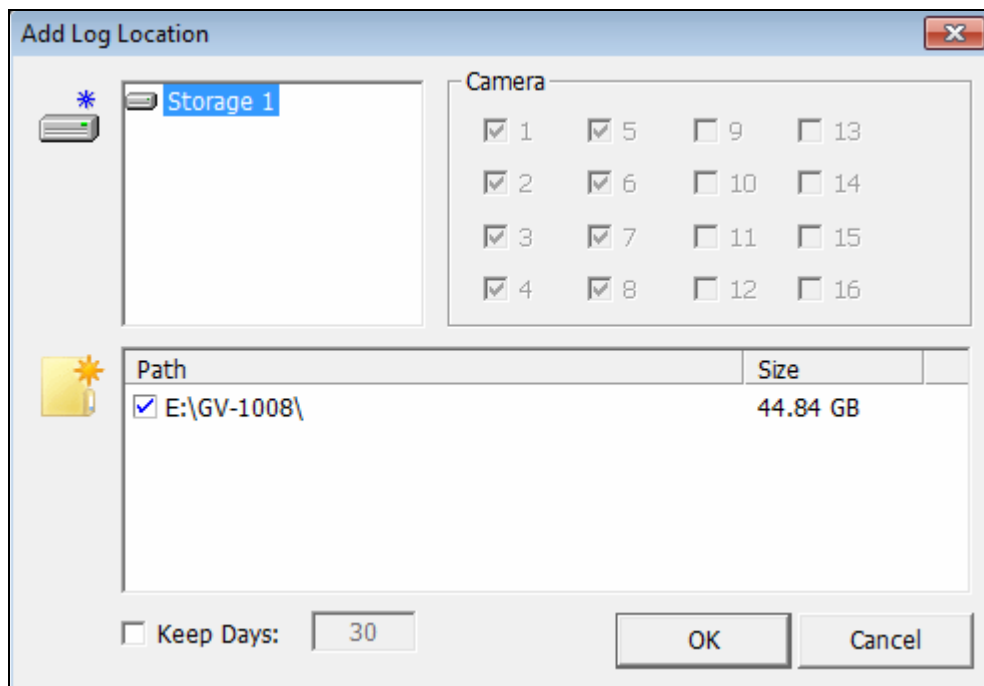 Add Log Location
Storage 1
Camera
1 5 9 13
2 6 10 14
3 7 11 15
4 8 12 16
Path Size
E:\GV-1008\ 44.84 GB
Keep Days: 30 OK Cancel